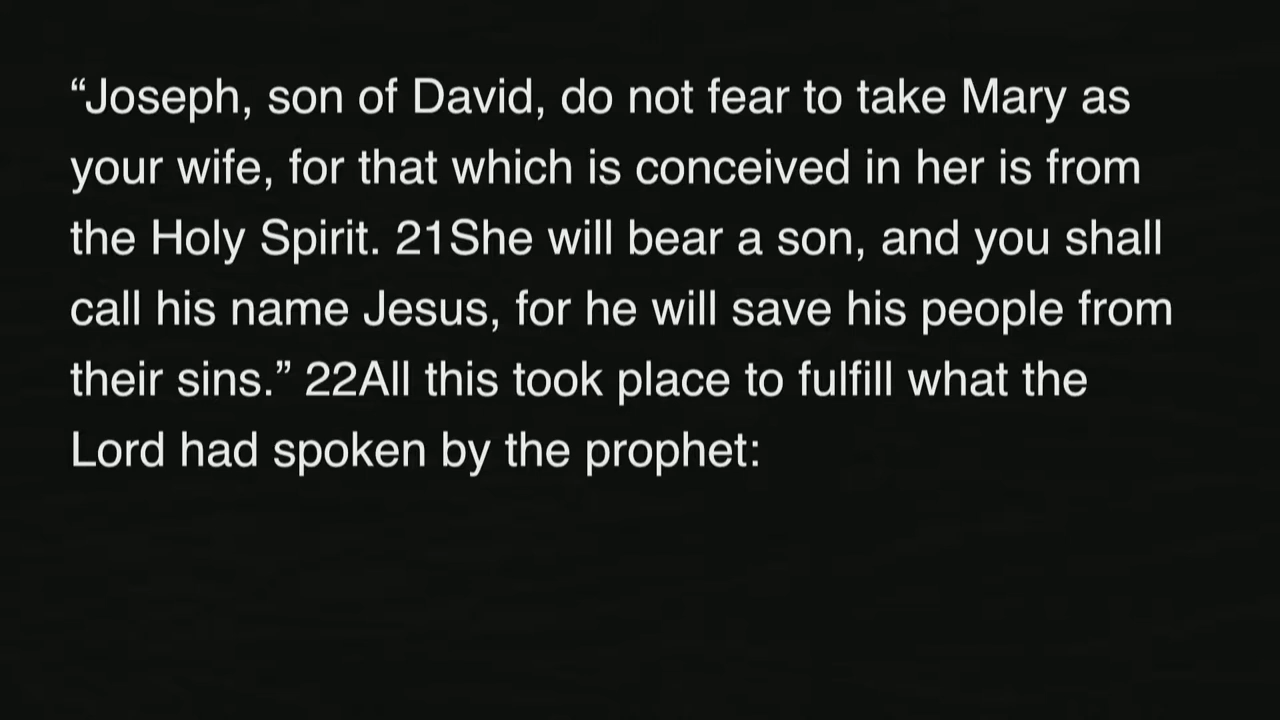 “Joseph, son of David, do not fear to take Mary as
your wife, for that which is conceived in her is from
the Holy Spirit. 21She will bear a son, and you shall
call his name Jesus, for he will save his people from
their sins.” 22All this took place to fulfill what the
Lord had spoken by the prophet: